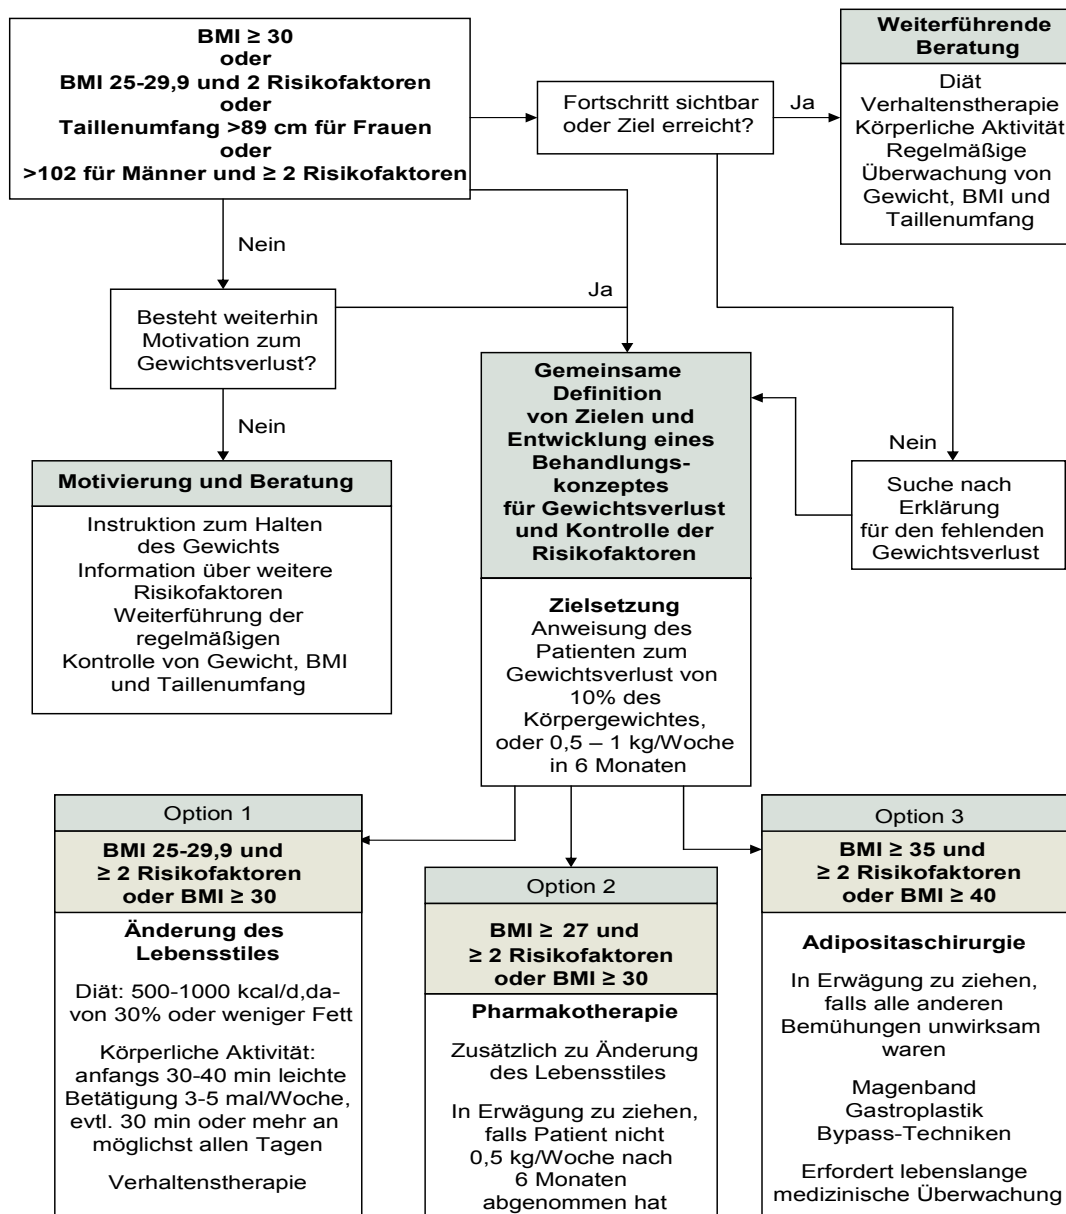 BMI ≥ 30
oder
BMI 25-29,9 und 2 Risikofaktoren
oder
Taillenumfang >89 cm für Frauen
oder
>102 für Männer und ≥ 2 Risikofaktoren
Fortschritt sichtbar
oder Ziel erreicht?
Ja
Weiterführende
Beratung
Diät
Verhaltenstherapie
Körperliche Aktivität
Regelmäßige
Überwachung von
Gewicht, BMI und
Taillenumfang
Nein
Ja
Besteht weiterhin
Motivation zum
Gewichtsverlust?
Nein
Motivierung und Beratung
Instruktion zum Halten
des Gewichts
Information über weitere
Risikofaktoren
Weiterführung der
regelmäßigen
Kontrolle von Gewicht, BMI
und Taillenumfang
Gemeinsame
Definition
von Zielen und
Entwicklung eines
Behandlungs-
konzeptes
für Gewichtsverlust
und Kontrolle der
Risikofaktoren
Zielsetzung
Anweisung des
Patienten zum
Gewichtsverlust von
10% des
Körpergewichtes,
oder 0,5 – 1 kg/Woche
in 6 Monaten
Nein
Suche nach
Erklärung
für den fehlenden
Gewichtsverlust
Option 1
BMI 25-29,9 und
≥ 2 Risikofaktoren
oder BMI ≥ 30
Änderung des
Lebensstiles
Diät: 500-1000 kcal/d,da-
von 30% oder weniger Fett
Körperliche Aktivität:
anfangs 30-40 min leichte
Betätigung 3-5 mal/Woche,
evtl. 30 min oder mehr an
möglichst allen Tagen
Verhaltenstherapie
Option 2
BMI ≥ 27 und
≥ 2 Risikofaktoren
oder BMI ≥ 30
Pharmakotherapie
Zusätzlich zu Änderung
des Lebensstiles
In Erwägung zu ziehen,
falls Patient nicht
0,5 kg/Woche nach
6 Monaten
abgenommen hat
Option 3
BMI ≥ 35 und
≥ 2 Risikofaktoren
oder BMI ≥ 40
Adipositaschirurgie
In Erwägung zu ziehen,
falls alle anderen
Bemühungen unwirksam
waren
Magenband
Gastroplastik
Bypass-Techniken
Erfordert lebenslange
medizinische Überwachung